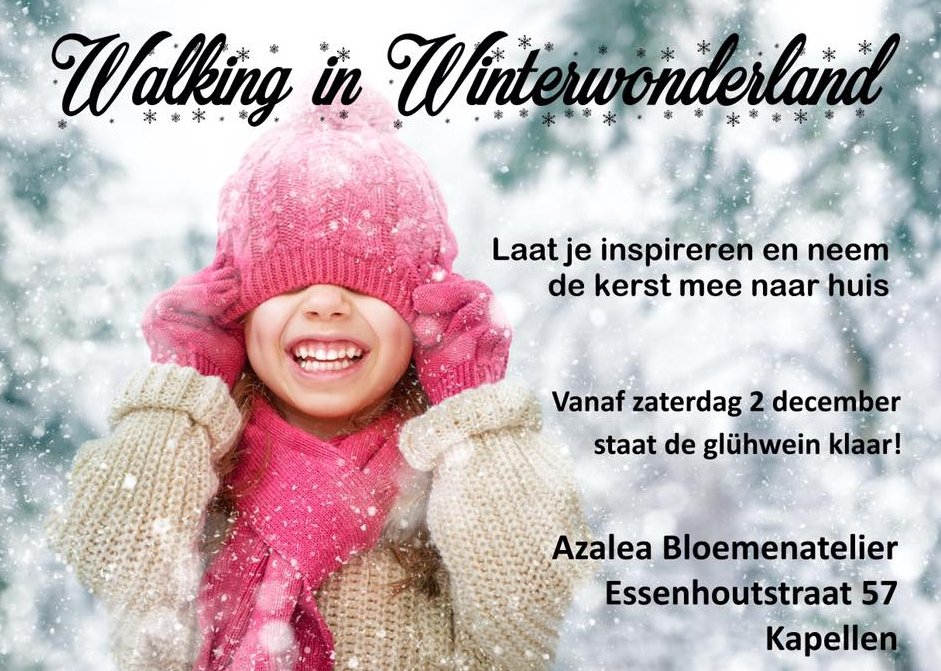 Walking in Winterwonderland
Laat je inspireren en neem
de kerst mee naar huis
Vanaf zaterdag 2 december
staat de glühwein klaar!
Azalea Bloemenatelier
Essenhoutstraat 57
Kapellen